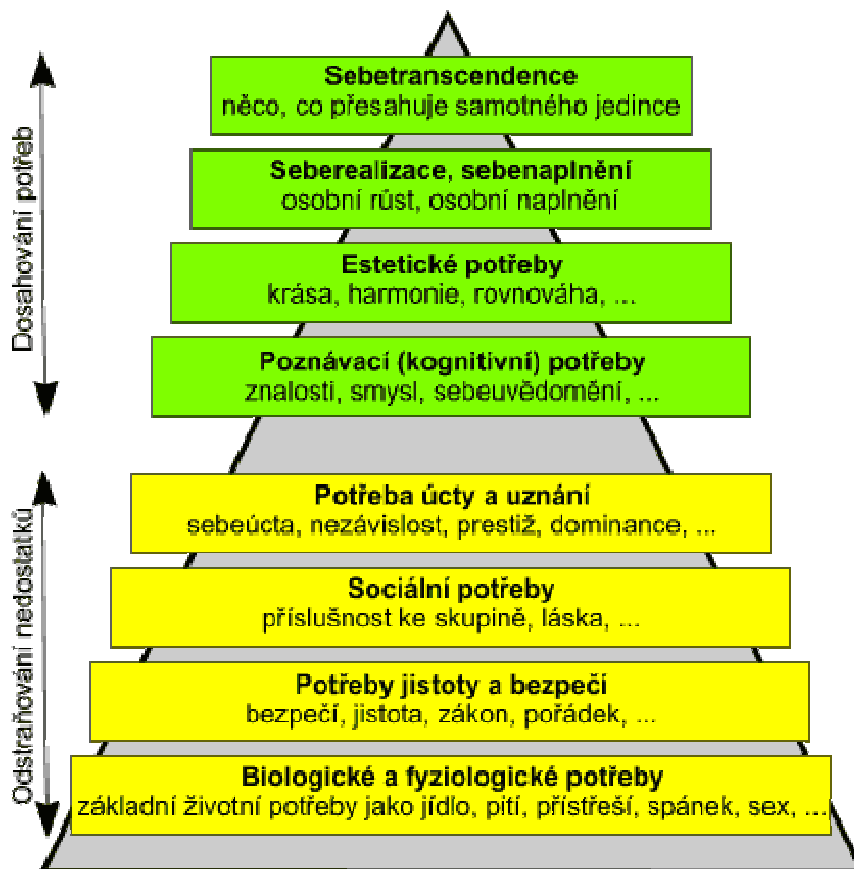 Sebetranscendence
něco, co přesahuje samotného jedince
Seberealizace, sebenaplnění
osobní růst, osobní naplnění
Estetické potřeby
krása, harmonie, rovnováha, ...
Poznávací (kognitivní) potřeby
znalosti, smysl, sebeuvědomění, ...
Dosahování potřeb
Potřeba úcty a uznání
sebeúcta, nezávislost, prestiž, dominance, ...
Sociální potřeby
příslušnost ke skupině, láska, ...
Potřeby jistoty a bezpečí
bezpečí, jistota, zákon, pořádek, ...
Biologické a fyziologické potřeby
základní životní potřeby jako jídlo, pití, přístřeší, spánek, sex, ...
Odstraňování nedostatků